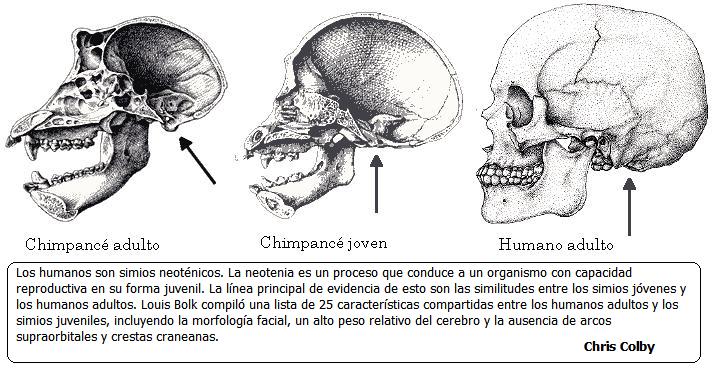 Chimpancé adulto
Chimpancé joven
Humano adulto
Los humanos son simios neoténicos. La neotenia es un proceso que conduce a un organismo con capacidad
reproductiva en su forma juvenil. La línea principal de evidencia de esto son las similitudes entre los simios jóvenes y
los humanos adultos. Louis Bolk compiló una lista de 25 características compartidas entre los humanos adultos y los
simios juveniles, incluyendo la morfología facial, un alto peso relativo del cerebro y la ausencia de arcos
supraorbitales y crestas craneanas.
Chris Colby